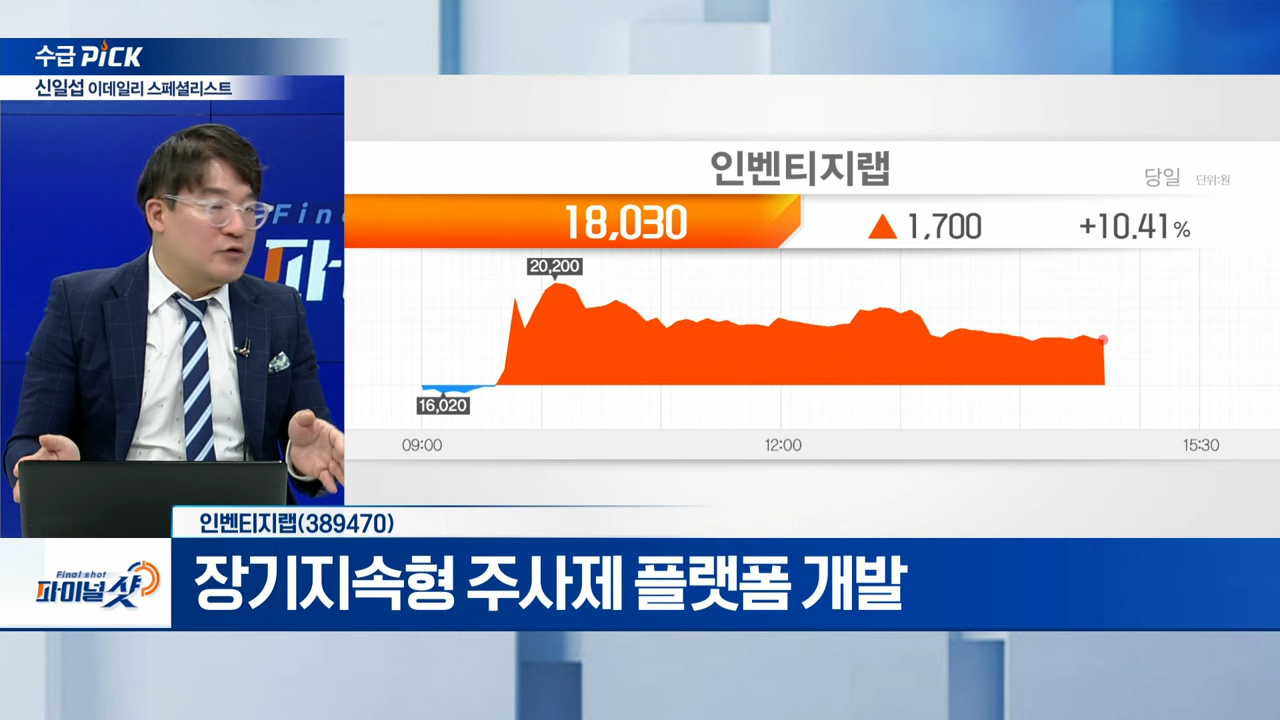 수급 PiCK
신일섭 이데일리 스페셜리스트
Fin
파
인벤티지랩
당일 단위:원
18,030 ▲ 1,700 +10.41%
20,200
16,020
09:00 12:00 15:30
인벤티지랩(389470)
Final shot
파이널샷
장기지속형 주사제 플랫폼 개발